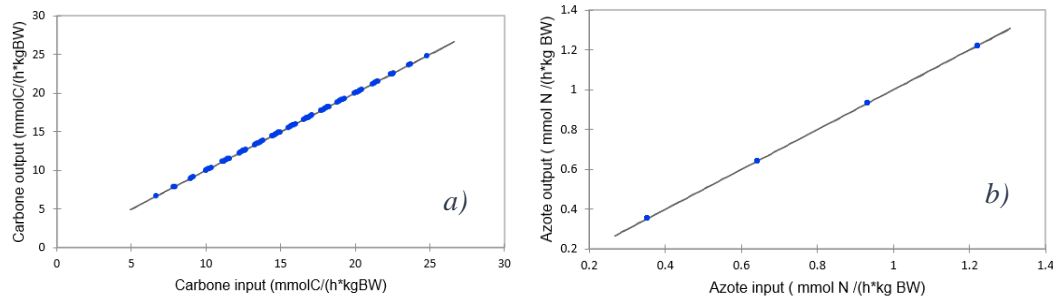 30
25
20
15
10
5
0
0 5 10 15 20 25 30
Carbone output (mmolC/(h*kgBW)
Carbone input (mmolC/(h*kgBW)
a)
1.4
1.2
1
0.8
0.6
0.4
0.2
0.2 0.4 0.6 0.8 1 1.2 1.4
Azote output ( mmol N /(h*kg BW)
Azote input ( mmol N /(h*kg BW)
b)